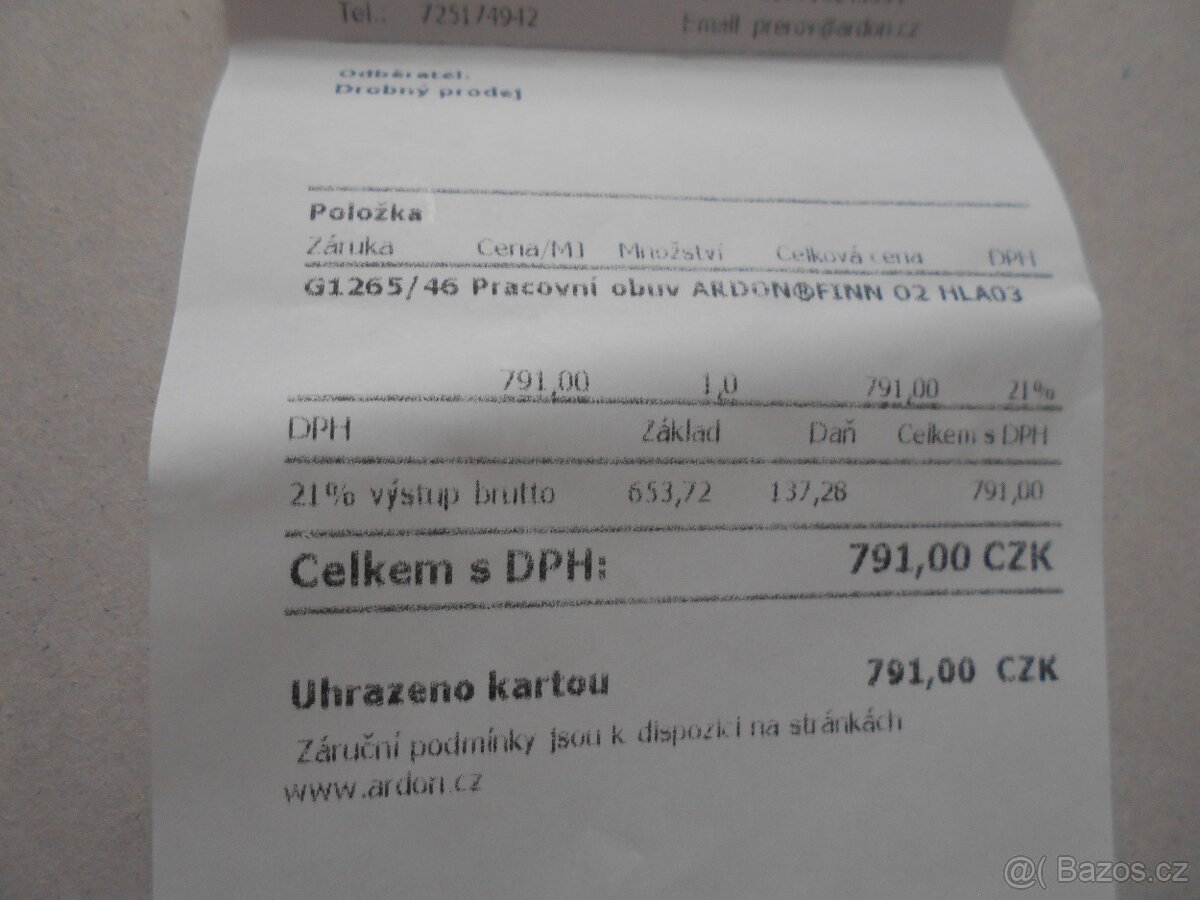 Tel.: 725174942
Email prerov@ardon.cz
Odběratel:
Drobný prodej
Položka
Záruka Cena/MJ Množství Celková cena DPH
G1265/46 Pracovní obuv ARDON®FINN O2 HLA03
791,00 1,0 791,00 21%
DPH Základ Daň Celkem s DPH
21% výstup brutto 653,72 137,28 791,00
Celkem s DPH: 791,00 CZK
Uhrazeno kartou 791,00 CZK
Záruční podmínky jsou k dispozici na stránkách
www.ardon.cz
@( Bazos.cz